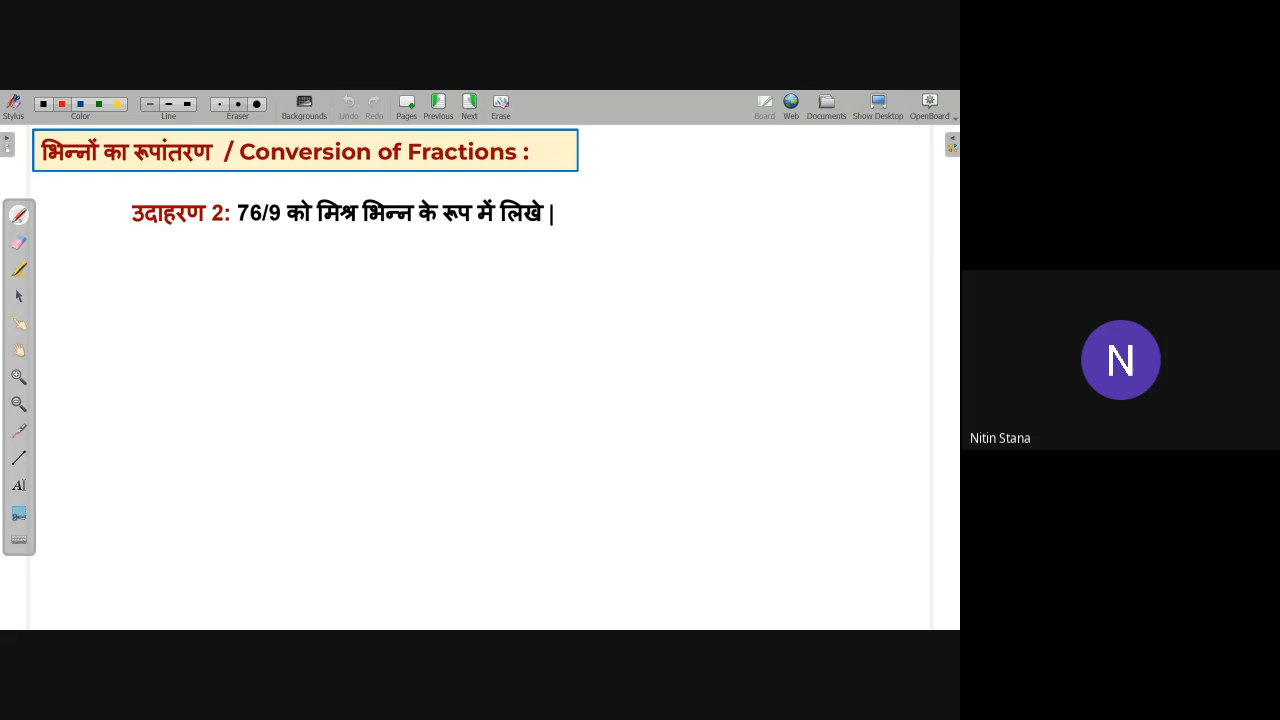 Stylus
Color
Line
Eraser
Backgrounds
Undo
Redo
Pages
Previous
Next
Erase
Board
Web
Documents
Show Desktop
OpenBoard
भिन्नों का रूपांतरण / Conversion of Fractions :
उदाहरण 2: 76/9 को मिश्र भिन्न के रूप में लिखे |
AI
N
Nitin Stana